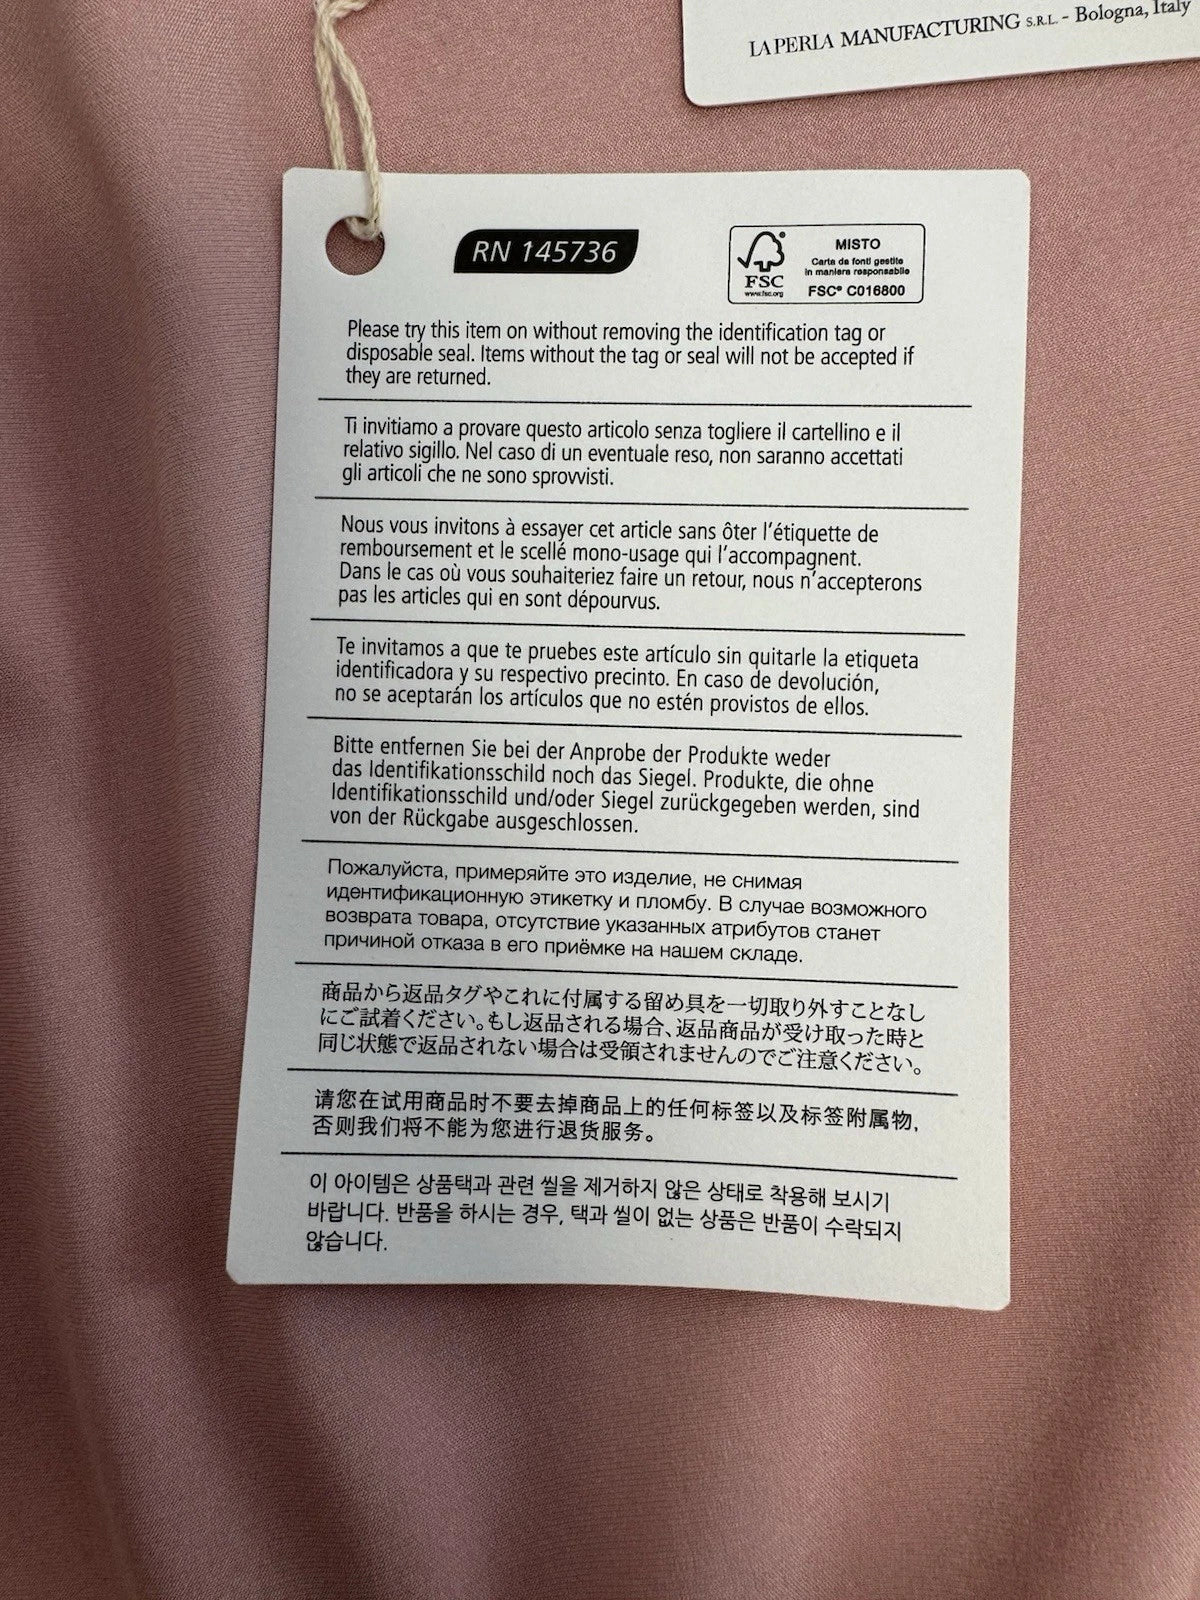 LA PERLA MANUFACTURING S.R.L. - Bologna, Italy
RN 145736
FSC
www.fsc.org
MISTO
Carta da fonti gestite
in maniera responsabile
FSC® C016800
Please try this item on without removing the identification tag or
disposable seal. Items without the tag or seal will not be accepted if
they are returned.
Ti invitiamo a provare questo articolo senza togliere il cartellino e il
relativo sigillo. Nel caso di un eventuale reso, non saranno accettati
gli articoli che ne sono sprovvisti.
Nous vous invitons à essayer cet article sans ôter l'étiquette de
remboursement et le scellé mono-usage qui l'accompagnent.
Dans le cas où vous souhaiteriez faire un retour, nous n'accepterons
pas les articles qui en sont dépourvus.
Te invitamos a que te pruebes este artículo sin quitarle la etiqueta
identificadora y su respectivo precinto. En caso de devolución,
no se aceptarán los artículos que no estén provistos de ellos.
Bitte entfernen Sie bei der Anprobe der Produkte weder
das Identifikationsschild noch das Siegel. Produkte, die ohne
Identifikationsschild und/oder Siegel zurückgegeben werden, sind
von der Rückgabe ausgeschlossen.
Пожалуйста, примеряйте это изделие, не снимая
идентификационную этикетку и пломбу. В случае возможного
возврата товара, отсутствие указанных атрибутов станет
причиной отказа в его приёмке на нашем складе.
商品から返品タグやこれに付属する留め具を一切取り外すことなし
にご試着ください。もし返品される場合、返品商品が受け取った時と
同じ状態で返品されない場合は受領されませんのでご注意ください。
请您在试用商品时不要去掉商品上的任何标签以及标签附属物,
否则我们将不能为您进行退货服务。
이 아이템은 상품택과 관련 씰을 제거하지 않은 상태로 착용해 보시기
바랍니다. 반품을 하시는 경우, 택과 씰이 없는 상품은 반품이 수락되지
않습니다.